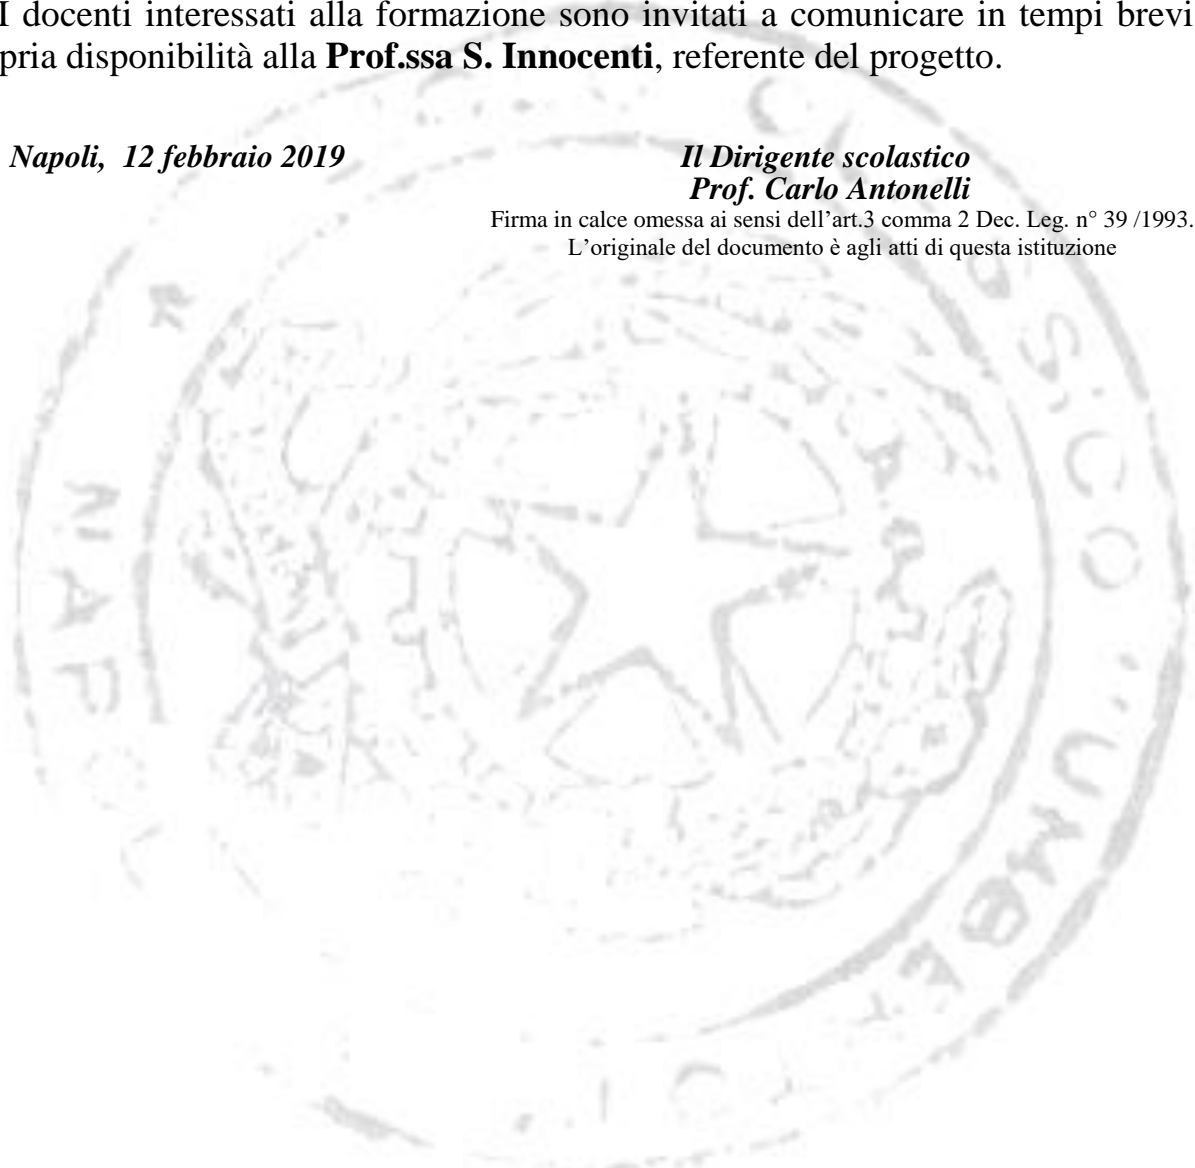 I docenti interessati alla formazione sono invitati a comunicare in tempi brevi
pria disponibilità alla Prof.ssa S. Innocenti, referente del progetto.
Napoli, 12 febbraio 2019
Il Dirigente scolastico
Prof. Carlo Antonelli
Firma in calce omessa ai sensi dell'art.3 comma 2 Dec. Leg. n° 39 /1993.
L'originale del documento è agli atti di questa istituzione